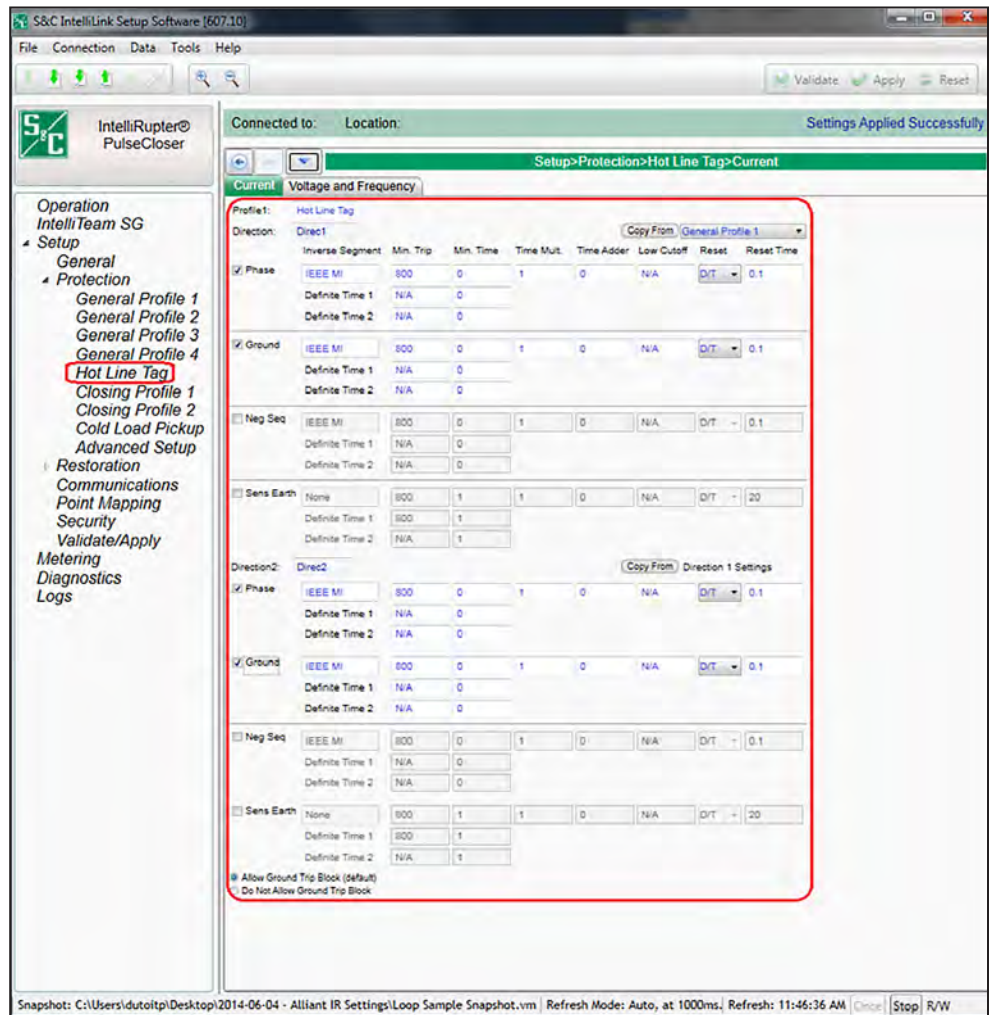 S&C IntelliLink Setup Software [607.10]
File Connection Data Tools Help
Validate Apply Reset
S&C
IntelliRupter®
PulseCloser
Connected to: Location: Settings Applied Successfully
Setup>Protection>Hot Line Tag>Current
Current Voltage and Frequency
Operation
IntelliTeam SG
Setup
General
Protection
General Profile 1
General Profile 2
General Profile 3
General Profile 4
Hot Line Tag
Closing Profile 1
Closing Profile 2
Cold Load Pickup
Advanced Setup
Restoration
Communications
Point Mapping
Security
Validate/Apply
Metering
Diagnostics
Logs
Profile1: Hot Line Tag
Direction: Direc1 Copy From General Profile 1
Inverse Segment Min. Trip Min. Time Time Mult. Time Adder Low Cutoff Reset Reset Time
Phase IEEE MI 800 0 1 0 N/A D/T 0.1
Definite Time 1 N/A 0
Definite Time 2 N/A 0
Ground IEEE MI 800 0 1 0 N/A D/T 0.1
Definite Time 1 N/A 0
Definite Time 2 N/A 0
Neg Seq IEEE MI 800 0 1 0 N/A D/T 0.1
Definite Time 1 N/A 0
Definite Time 2 N/A 0
Sens Earth None 800 1 1 0 N/A D/T 20
Definite Time 1 800 1
Definite Time 2 N/A 1
Direction2: Direc2 Copy From Direction 1 Settings
Phase IEEE MI 800 0 1 0 N/A D/T 0.1
Definite Time 1 N/A 0
Definite Time 2 N/A 0
Ground IEEE MI 800 0 1 0 N/A D/T 0.1
Definite Time 1 N/A 0
Definite Time 2 N/A 0
Neg Seq IEEE MI 800 0 1 0 N/A D/T 0.1
Definite Time 1 N/A 0
Definite Time 2 N/A 0
Sens Earth None 800 1 1 0 N/A D/T 20
Definite Time 1 800 1
Definite Time 2 N/A 1
Allow Ground Trip Block (default)
Do Not Allow Ground Trip Block
Snapshot: C:\Users\dutoitp\Desktop\2014-06-04 - Alliant IR Settings\Loop Sample Snapshot.vm Refresh Mode: Auto, at 1000ms. Refresh: 11:46:36 AM Once Stop R/W